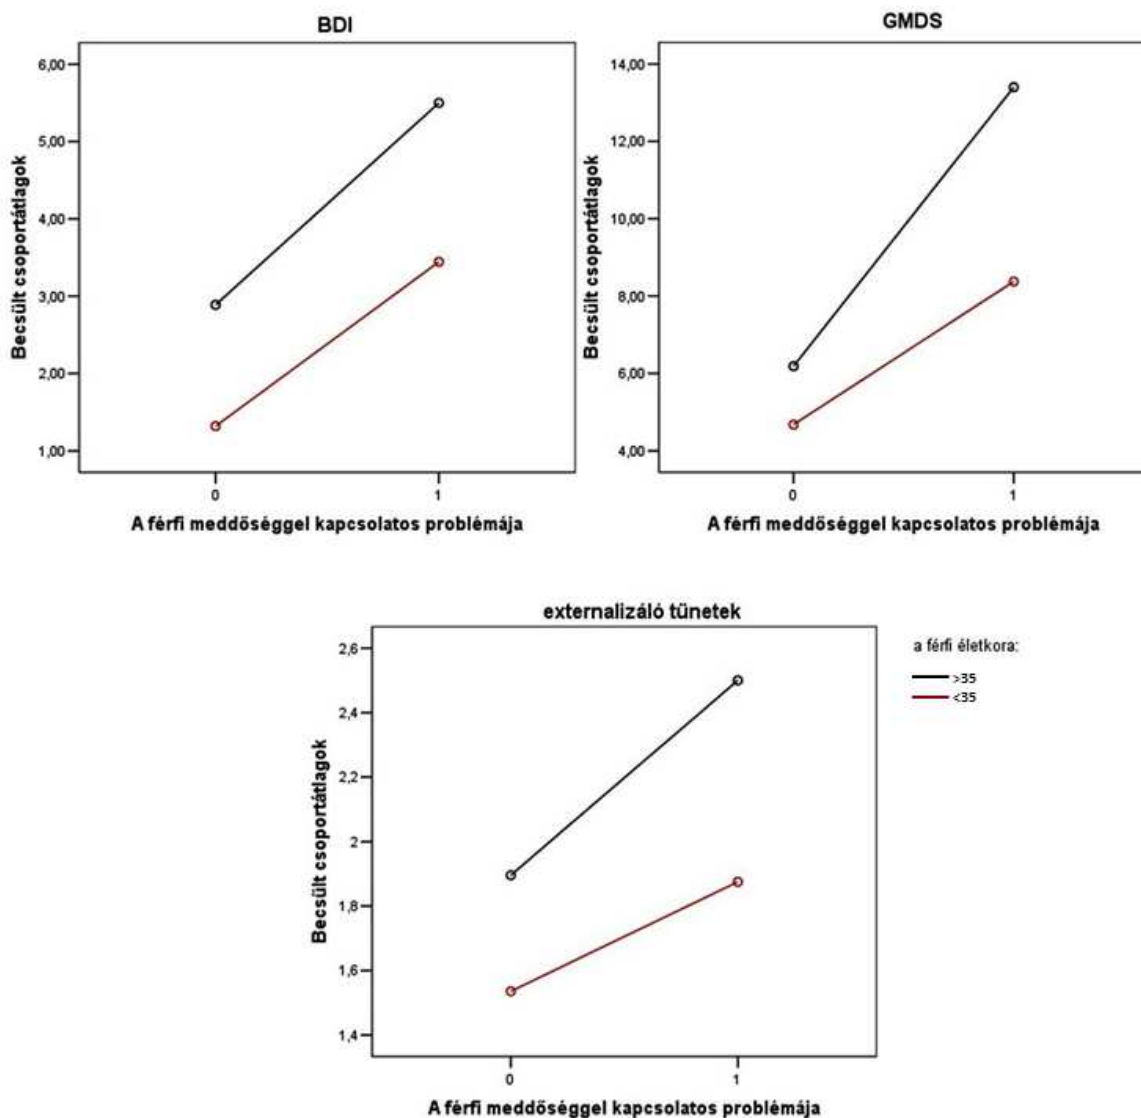 BDI
Becsült csoportátlagok
6,00
5,00
4,00
3,00
2,00
1,00
0
1
A férfi meddőséggel kapcsolatos problémája
GMDS
Becsült csoportátlagok
14,00
12,00
10,00
8,00
6,00
4,00
0
1
A férfi meddőséggel kapcsolatos problémája
externalizáló tünetek
Becsült csoportátlagok
2,6
2,4
2,2
2
1,8
1,6
1,4
0
1
A férfi meddőséggel kapcsolatos problémája
a férfi életkora:
>35
<35